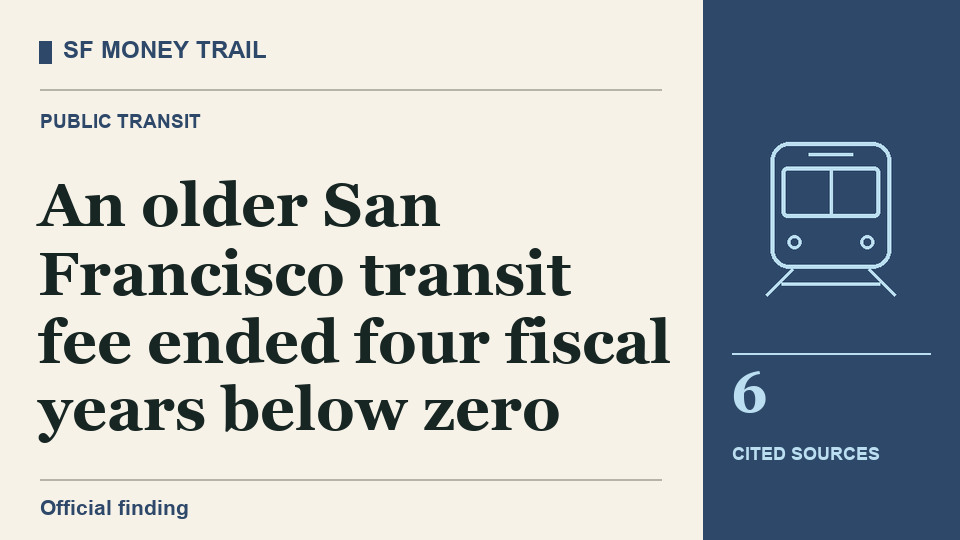 SF MONEY TRAIL
PUBLIC TRANSIT
An older San
Francisco transit
fee ended four fiscal
years below zero
Official finding
6
CITED SOURCES